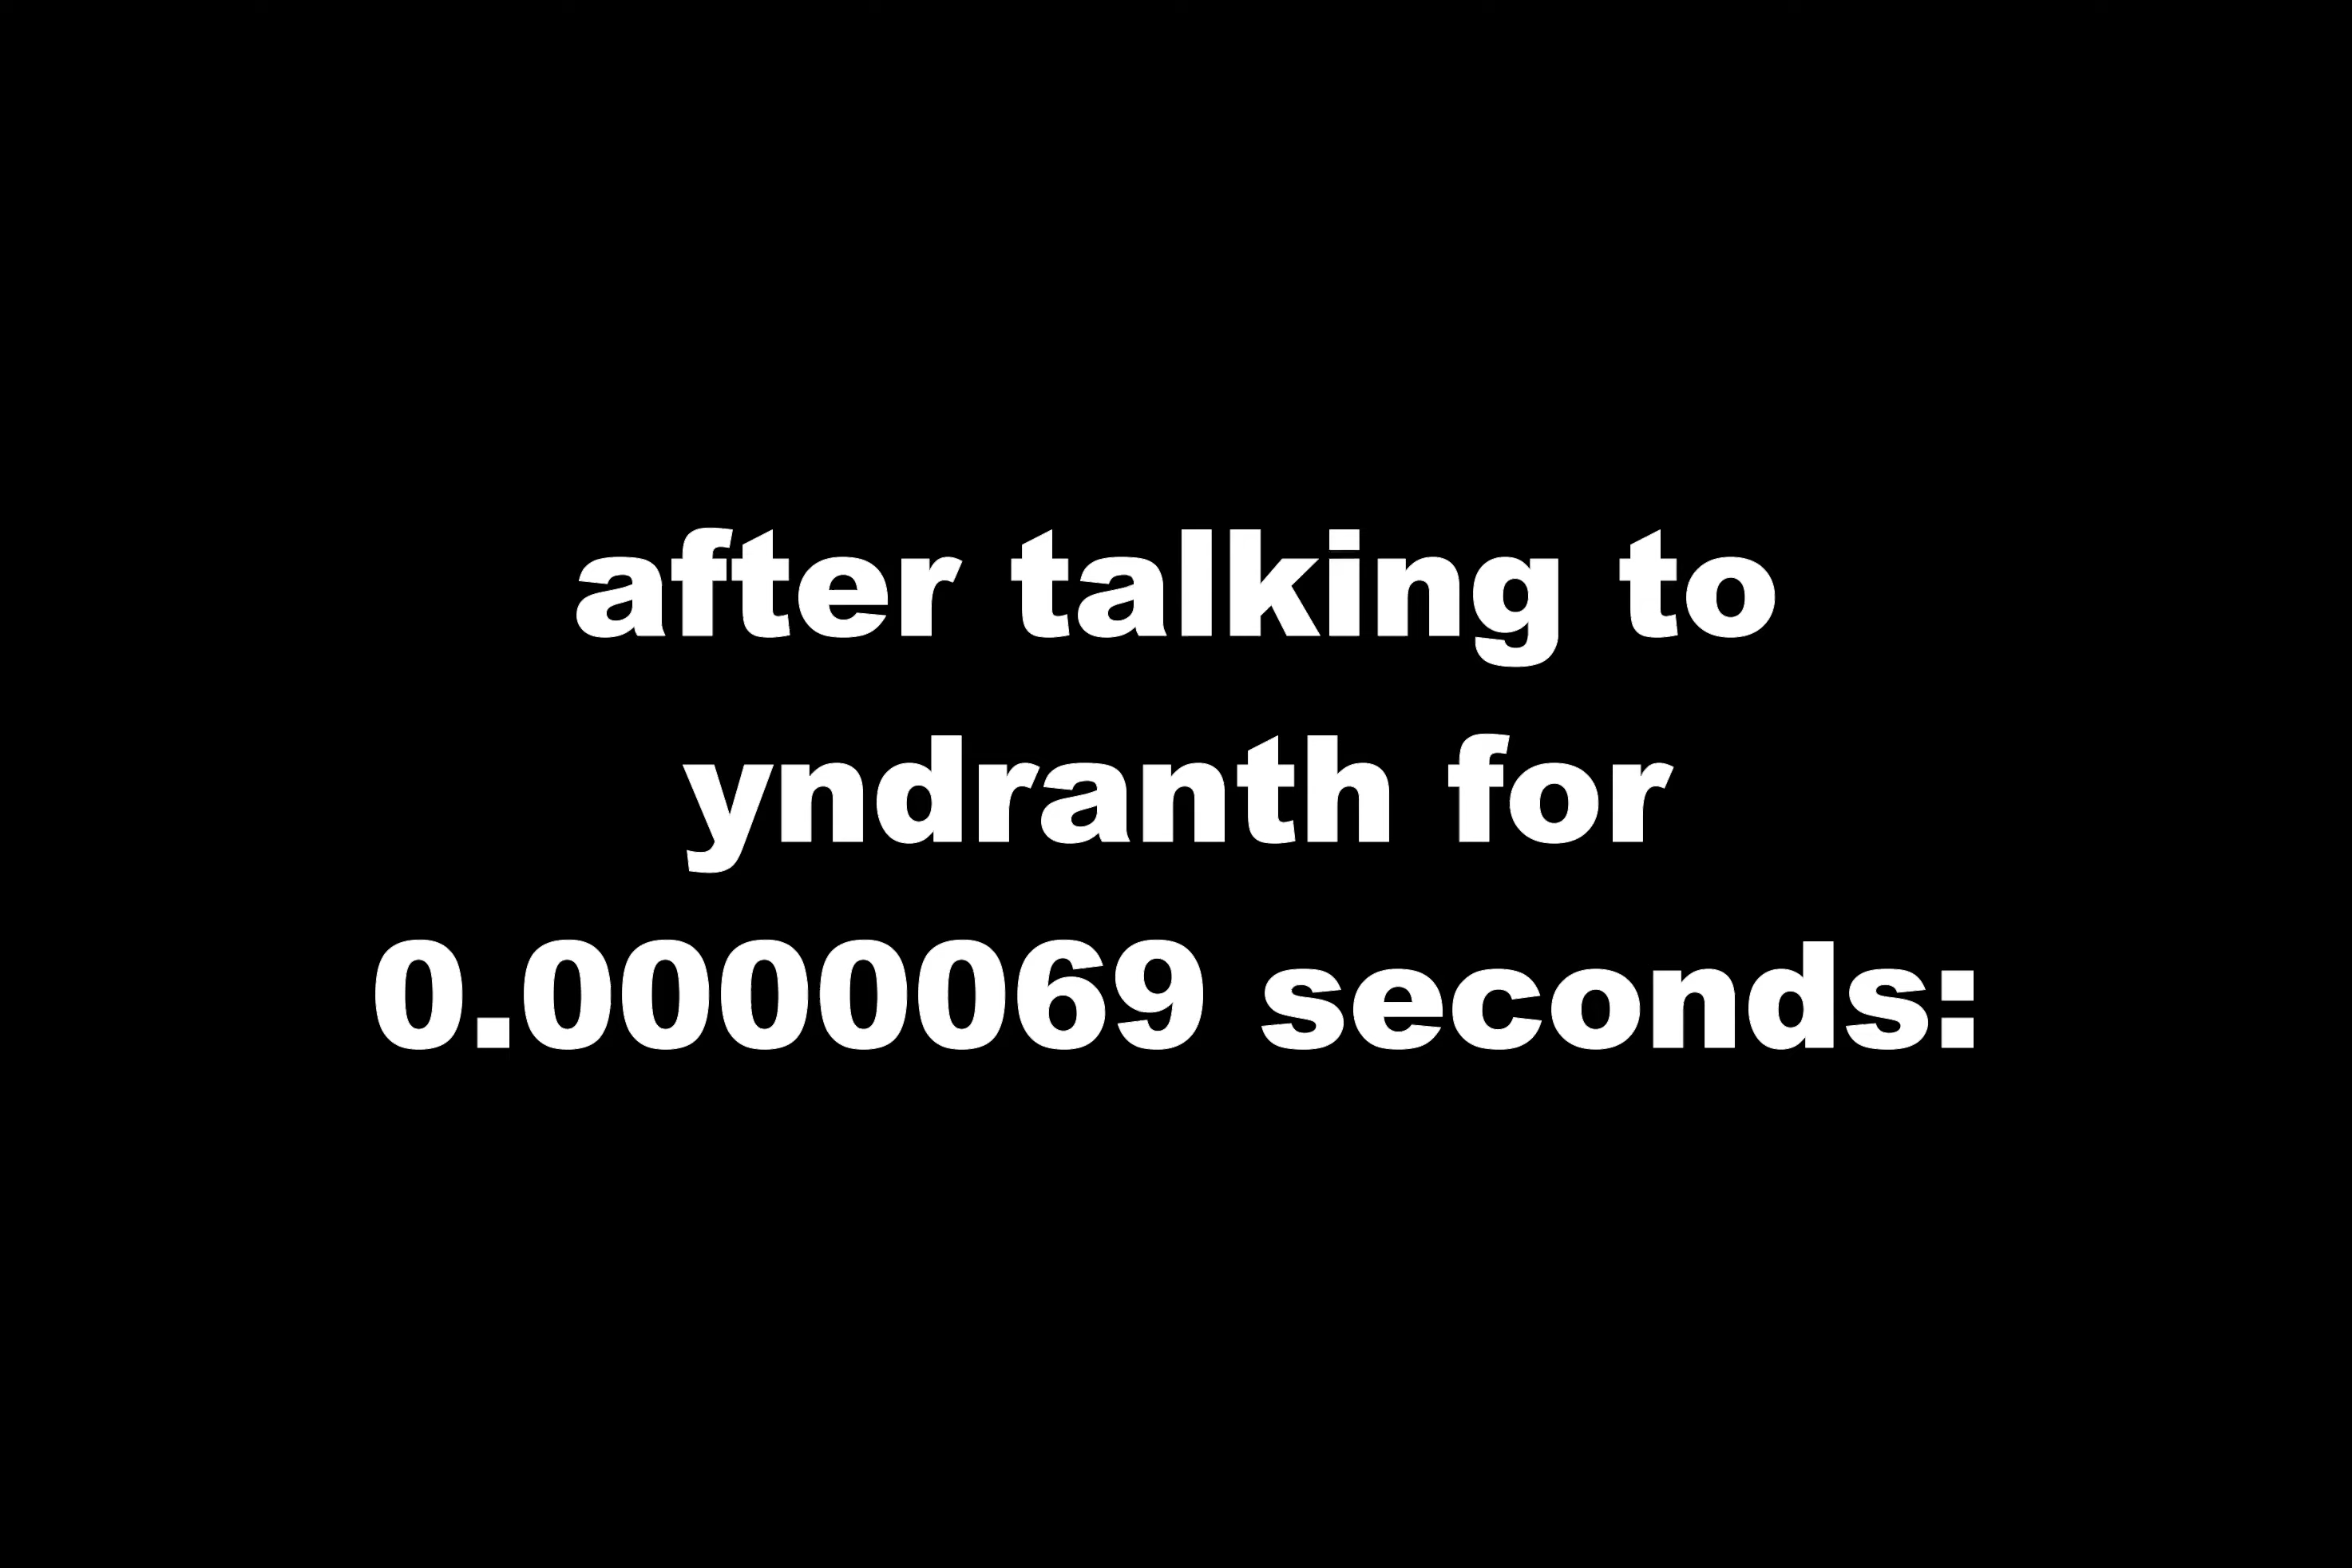 after talking to
yndranth for
0.0000069 seconds: